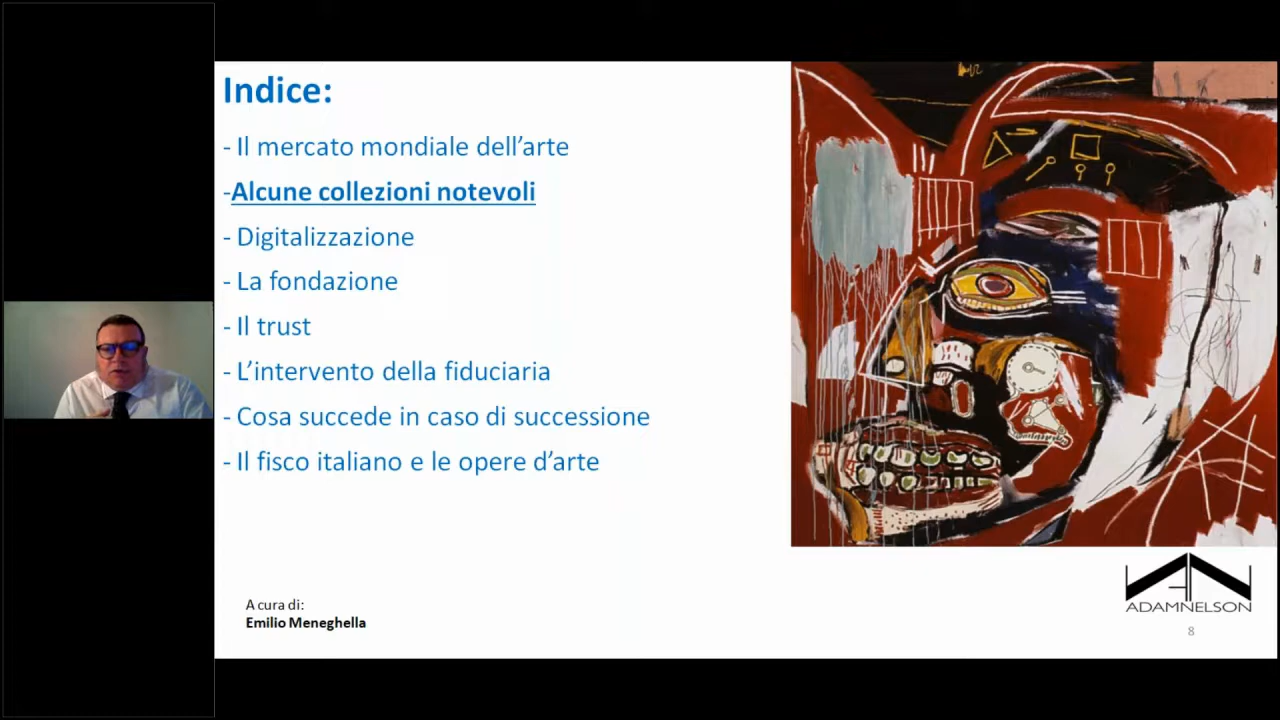 Indice:
- Il mercato mondiale dell’arte
-Alcune collezioni notevoli
- Digitalizzazione
- La fondazione
- Il trust
- L’intervento della fiduciaria
- Cosa succede in caso di successione
- Il fisco italiano e le opere d’arte
A cura di:
Emilio Meneghella
ADAMNELSON
8